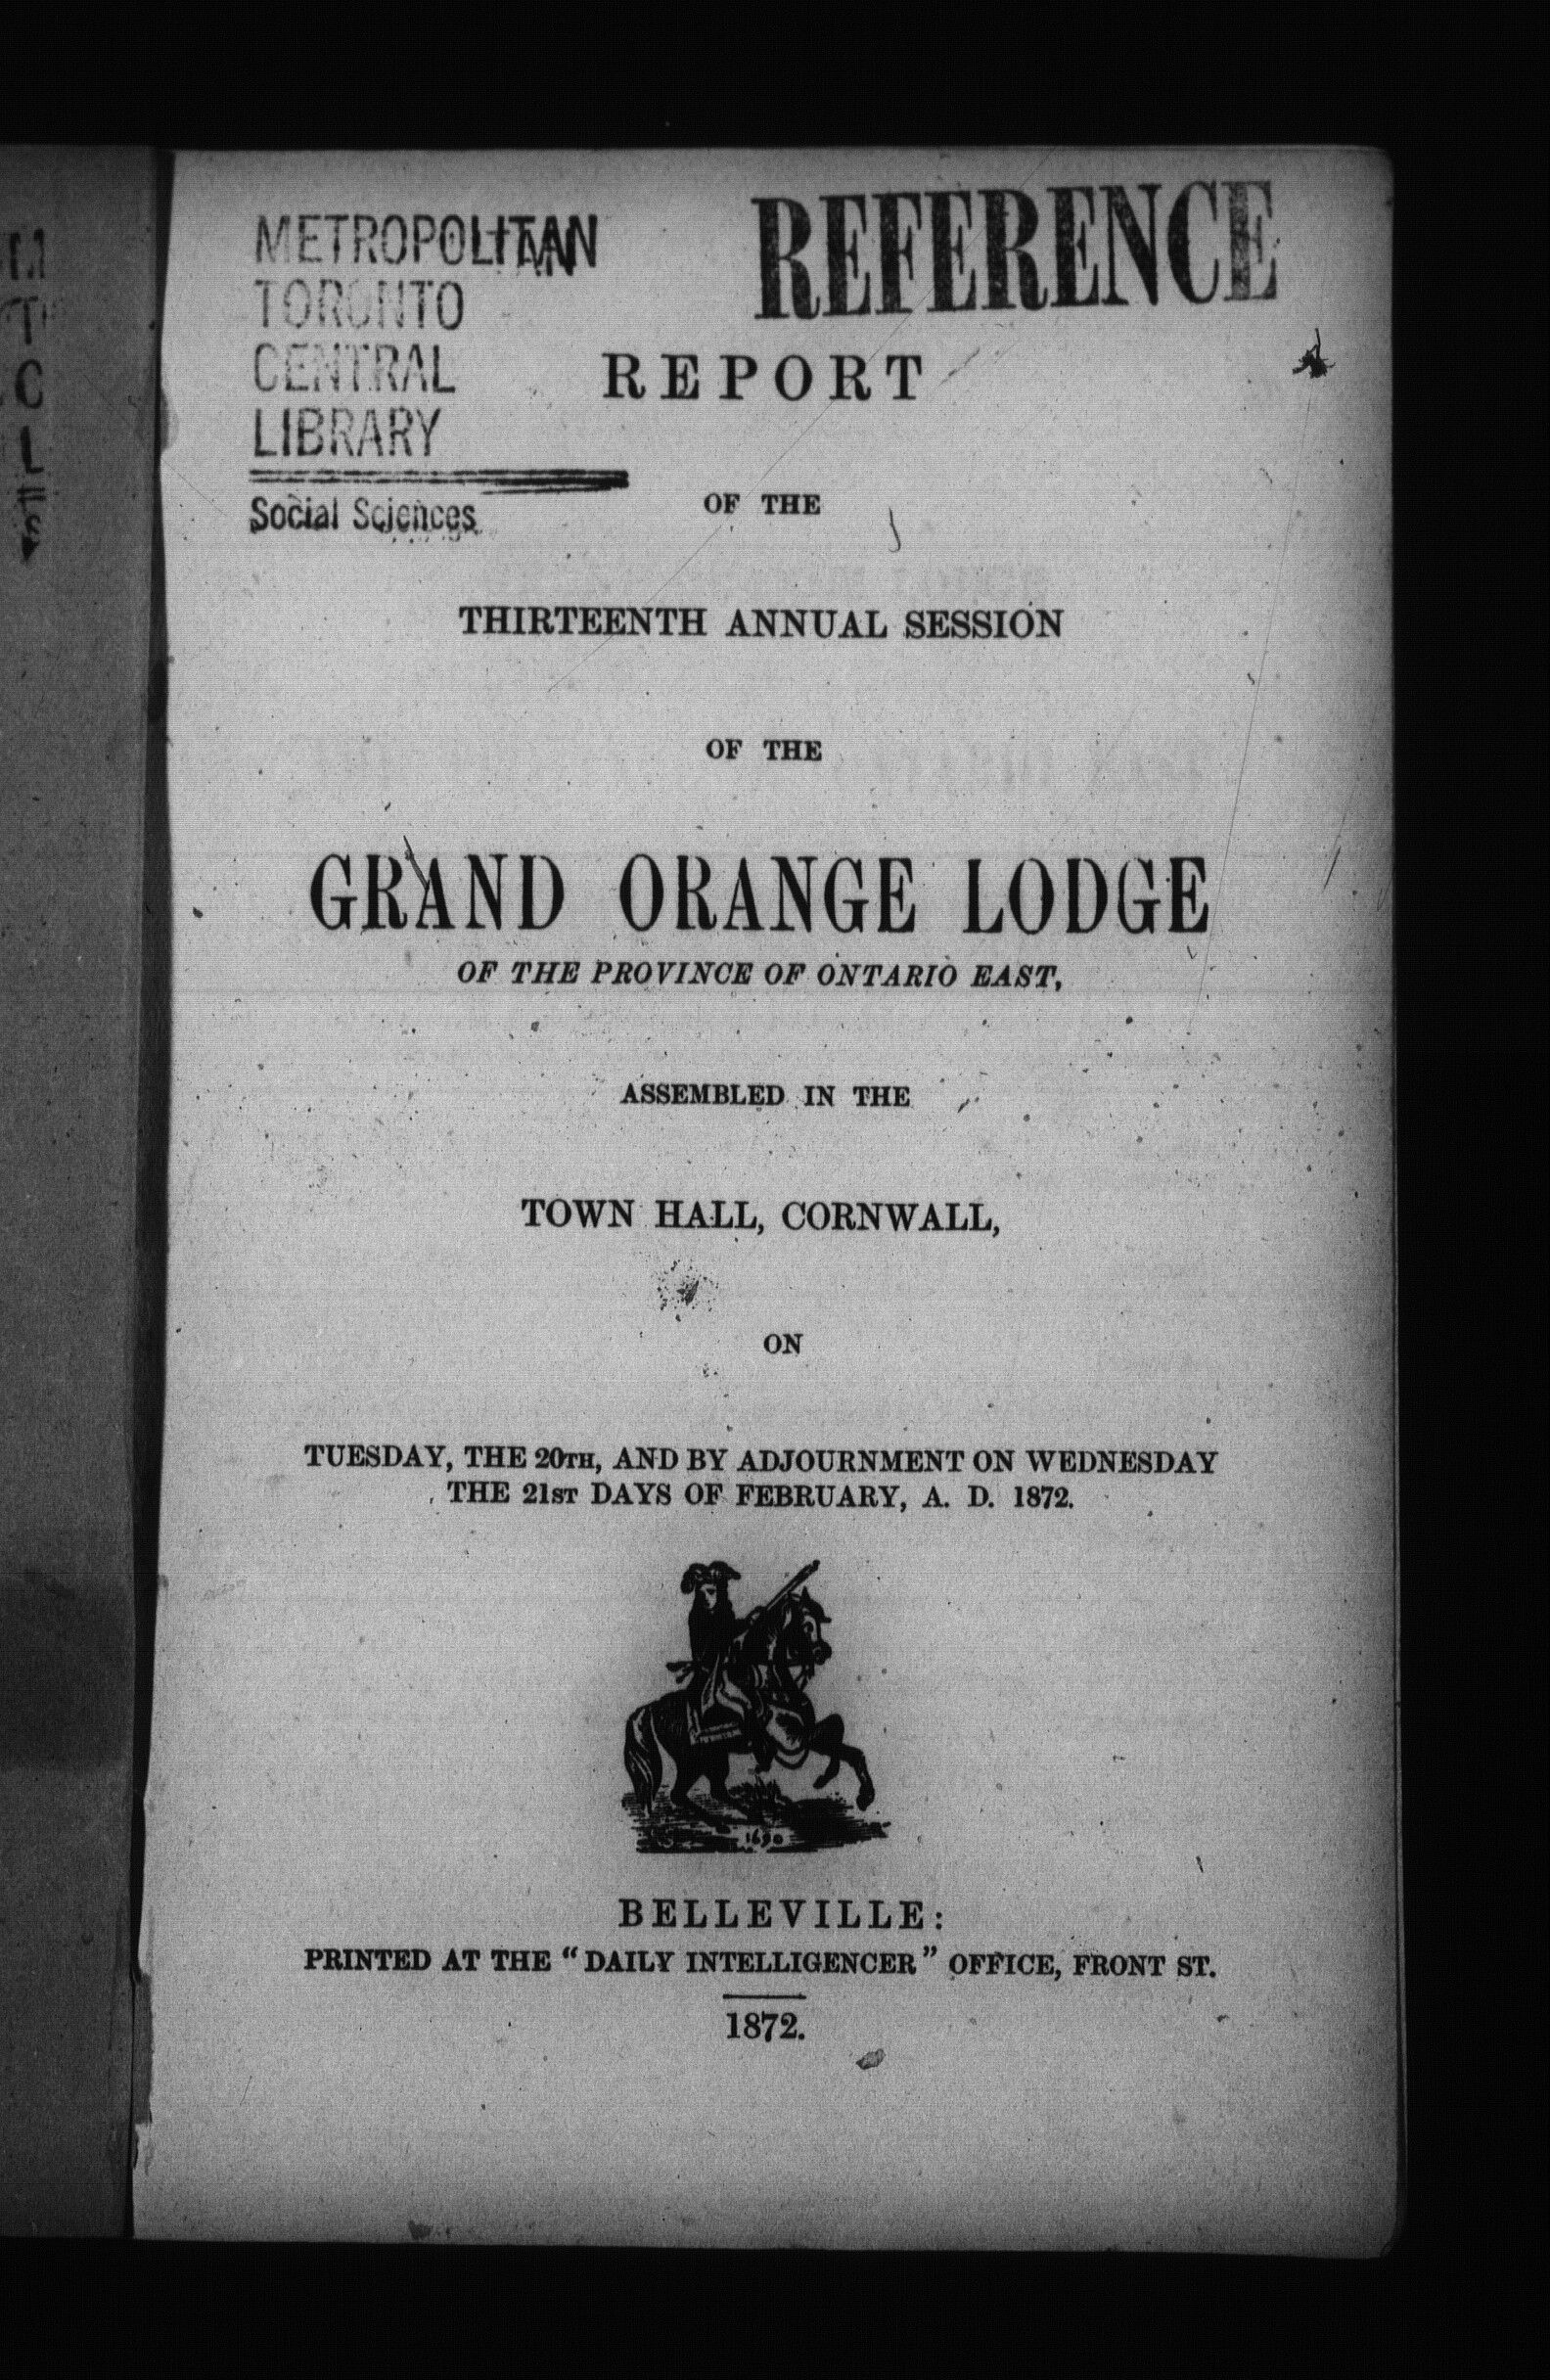 METROPOLITAN
TORONTO
CENTRAL
LIBRARY
Social Sciences
REFERENCE
REPORT
OF THE
THIRTEENTH ANNUAL SESSION
OF THE
GRAND ORANGE LODGE
OF THE PROVINCE OF ONTARIO EAST,
ASSEMBLED IN THE
TOWN HALL, CORNWALL,
ON
TUESDAY, THE 20TH, AND BY ADJOURNMENT ON WEDNESDAY
THE 21ST DAYS OF FEBRUARY, A. D. 1872.
1690
BELLEVILLE:
PRINTED AT THE "DAILY INTELLIGENCER" OFFICE, FRONT ST.
1872.